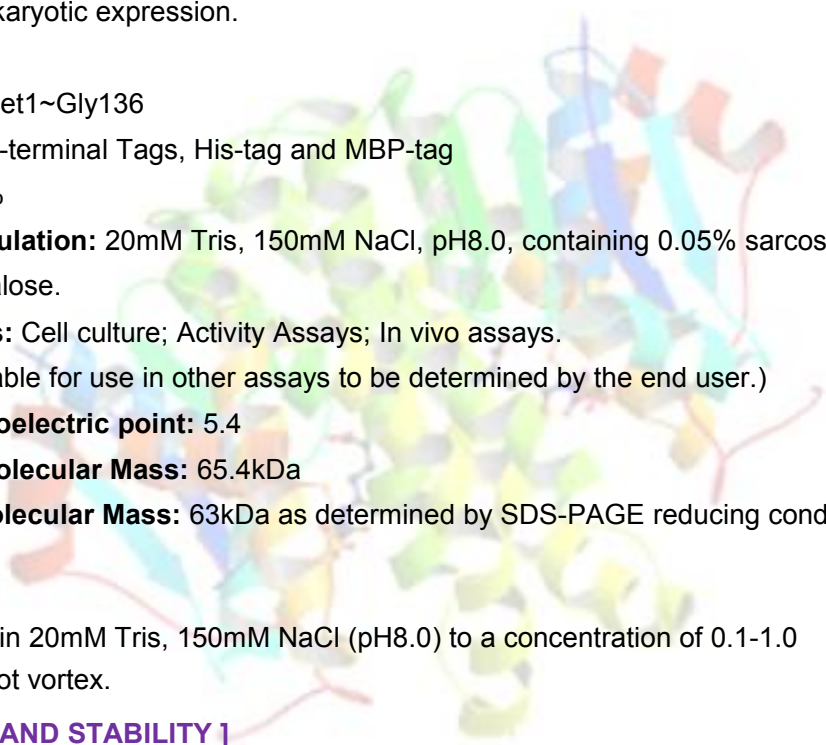 karyotic expression.
et1~Gly136
-terminal Tags, His-tag and MBP-tag
ulation: 20mM Tris, 150mM NaCl, pH8.0, containing 0.05% sarcos
alose.
s: Cell culture; Activity Assays; In vivo assays.
able for use in other assays to be determined by the end user.)
oelectric point: 5.4
olecular Mass: 65.4kDa
olecular Mass: 63kDa as determined by SDS-PAGE reducing cond
in 20mM Tris, 150mM NaCl (pH8.0) to a concentration of 0.1-1.0
ot vortex.
AND STABILITY ]